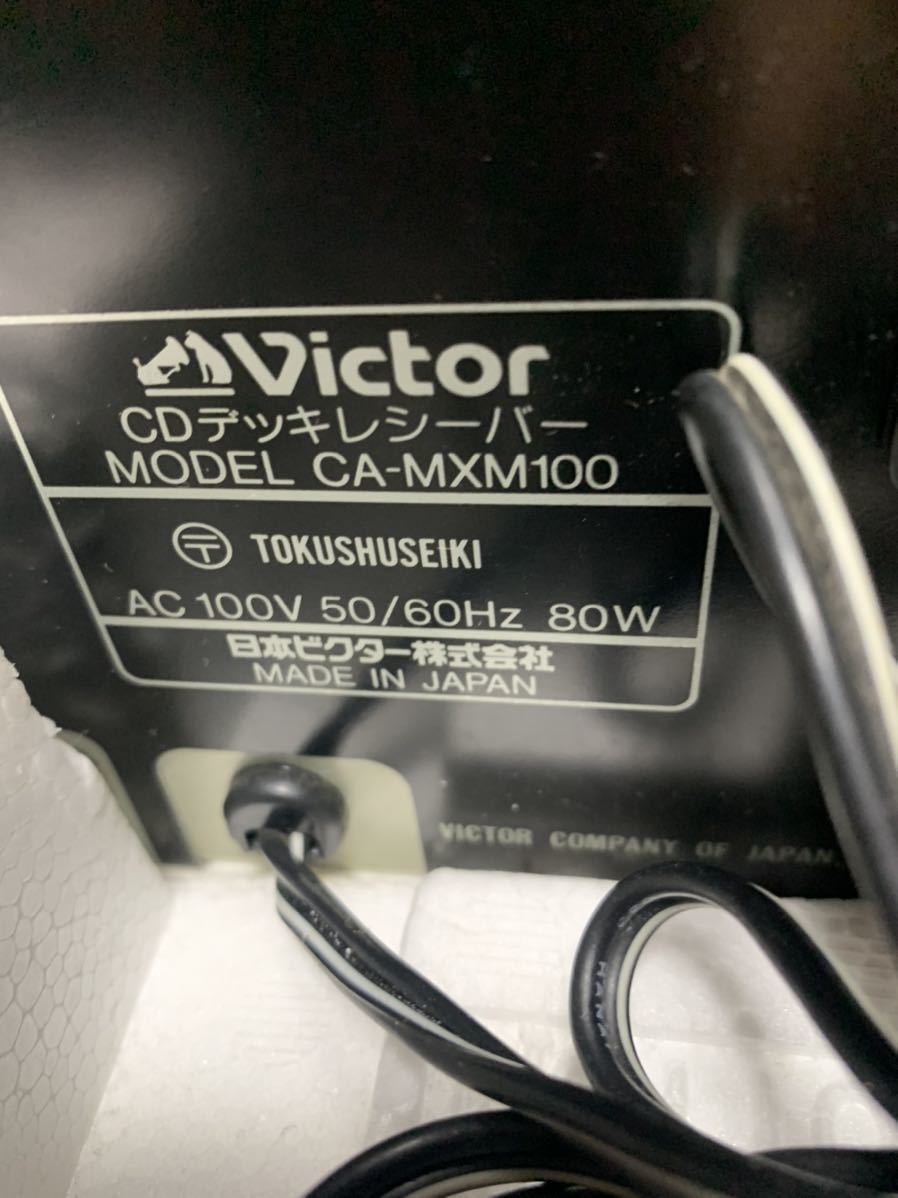 Victor
CDデッキレシーバー
MODEL CA-MXM100
〒 TOKUSHUSEIKI
AC 100V 50/60Hz 80W
日本ビクター株式会社
MADE IN JAPAN
VICTOR COMPANY OF JAPAN,